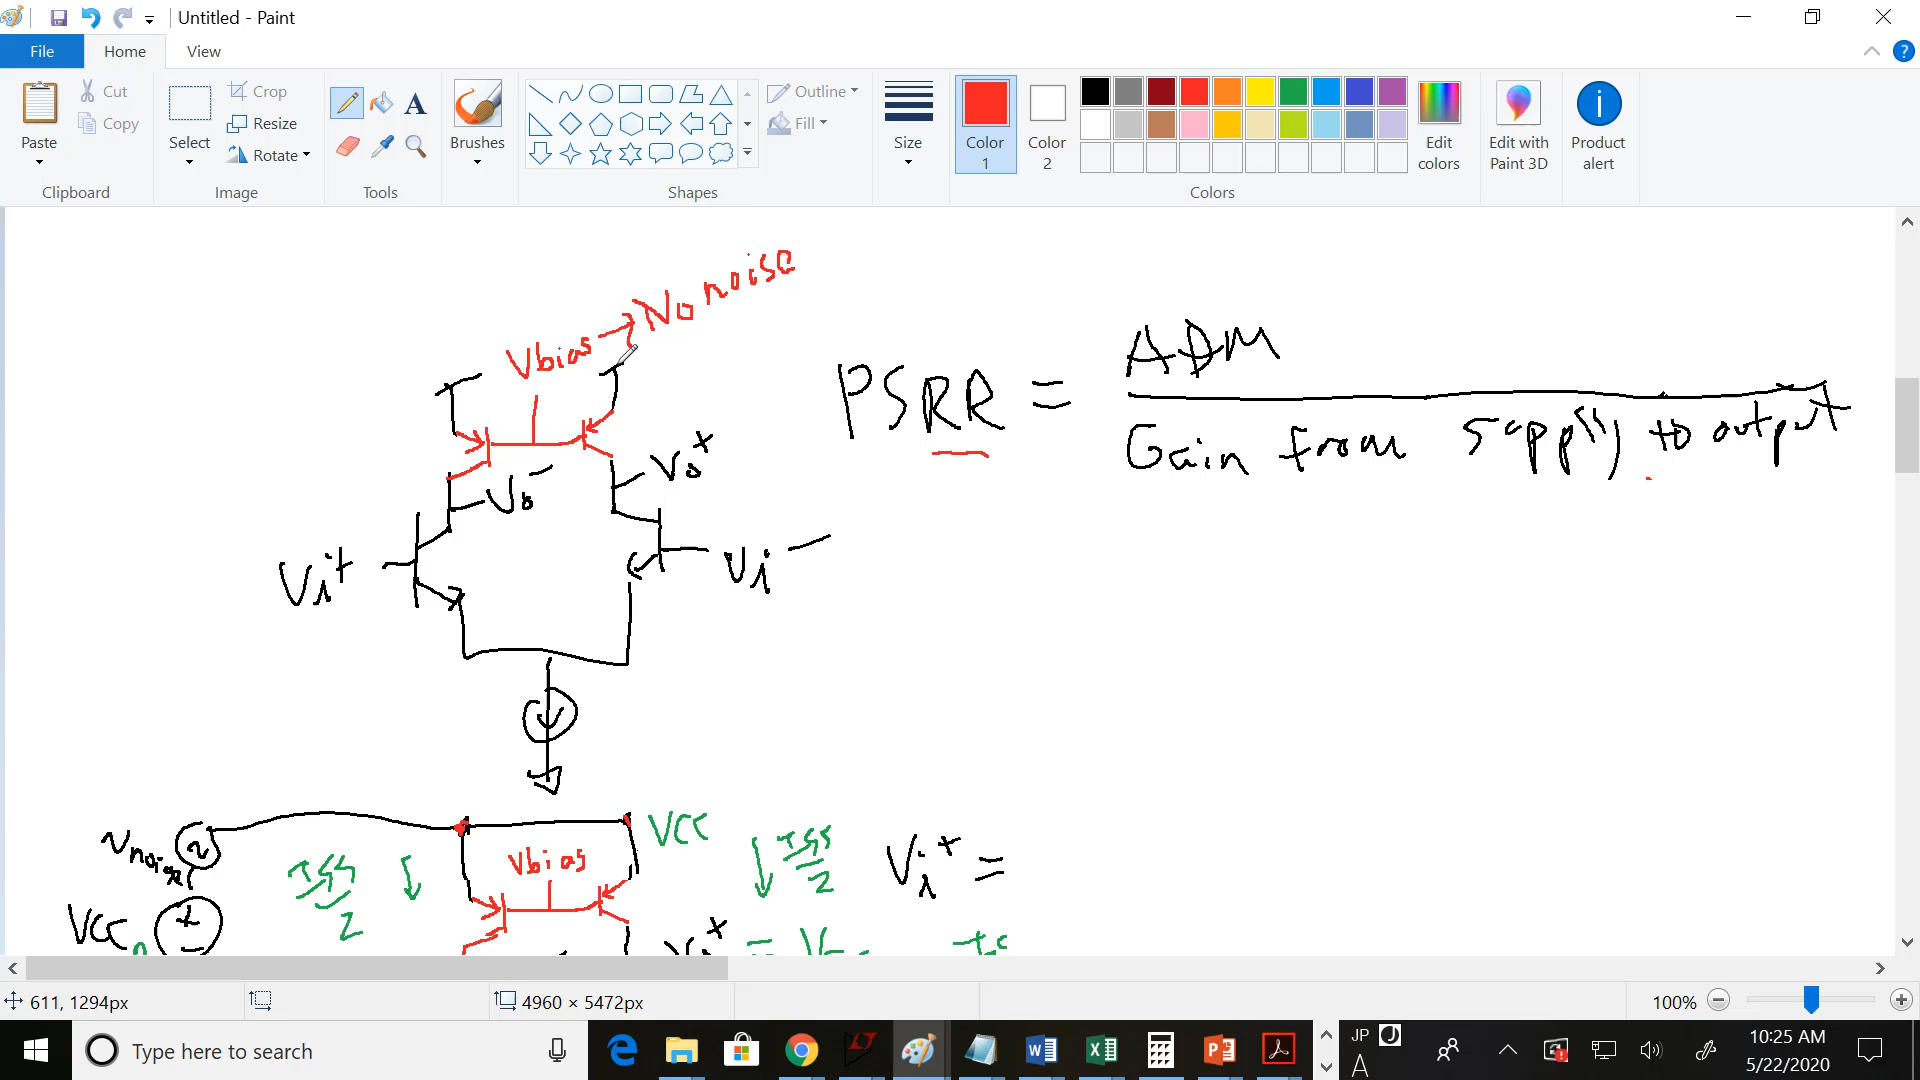 Untitled - Paint
File Home View
Paste
Cut
Copy
Clipboard
Select
Crop
Resize
Rotate
Image
Tools
Brushes
Outline
Fill
Shapes
Size
Color 1
Color 2
Edit colors
Colors
Edit with Paint 3D
Product alert
No noise
Vbias
PSRR = ADM
Gain from supply to output
Vo-
Vo+
Vi+
Vi -
Vnoise
VCC
Vbias
VCC
ISS
2
ISS
2
Vi+ =
611, 1294px
4960 × 5472px
100%
Type here to search
JP
A
10:25 AM
5/22/2020